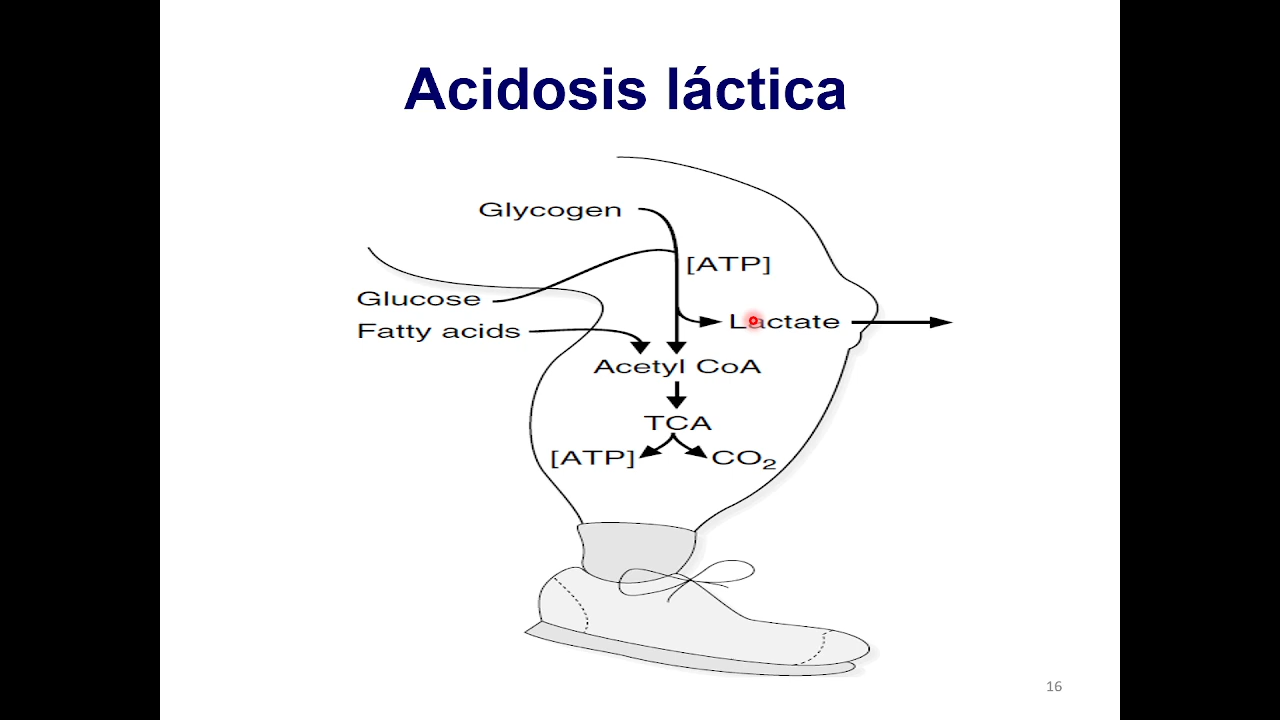 Acidosis láctica
Glycogen
[ATP]
Glucose
Lactate
Fatty acids
Acetyl CoA
TCA
[ATP]
CO₂
16